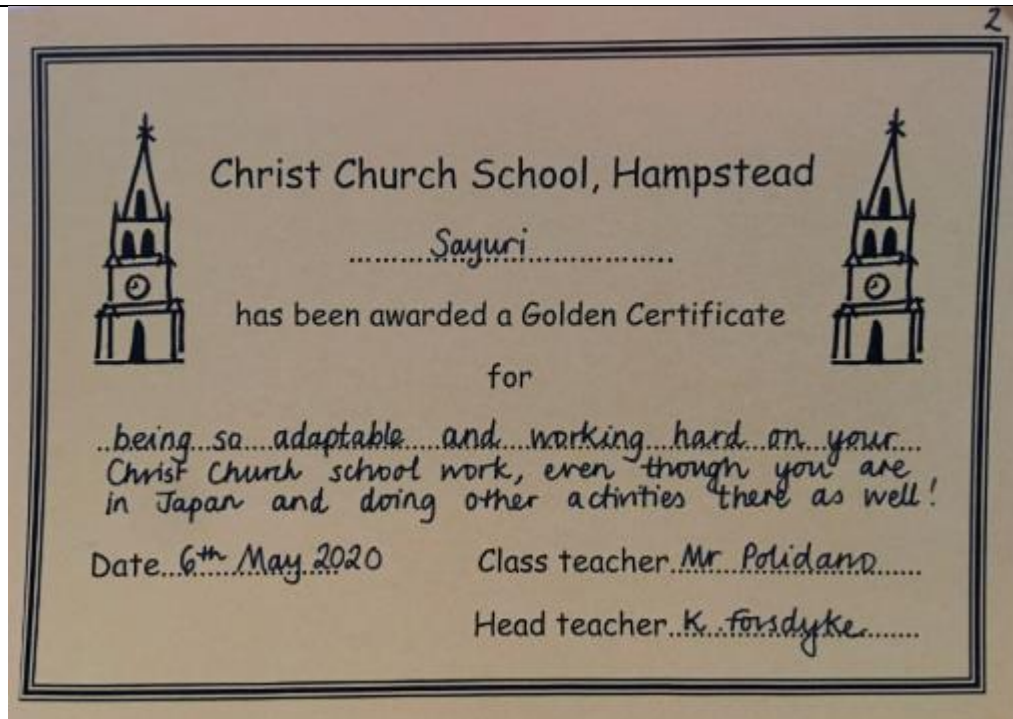 2
Christ Church School, Hampstead
Sayuri
has been awarded a Golden Certificate
for
being so adaptable and working hard on your
Christ Church school work, even though you are
in Japan and doing other activities there as well!
Date 6th May 2020 Class teacher Mr Polidano
Head teacher K Forsdyke